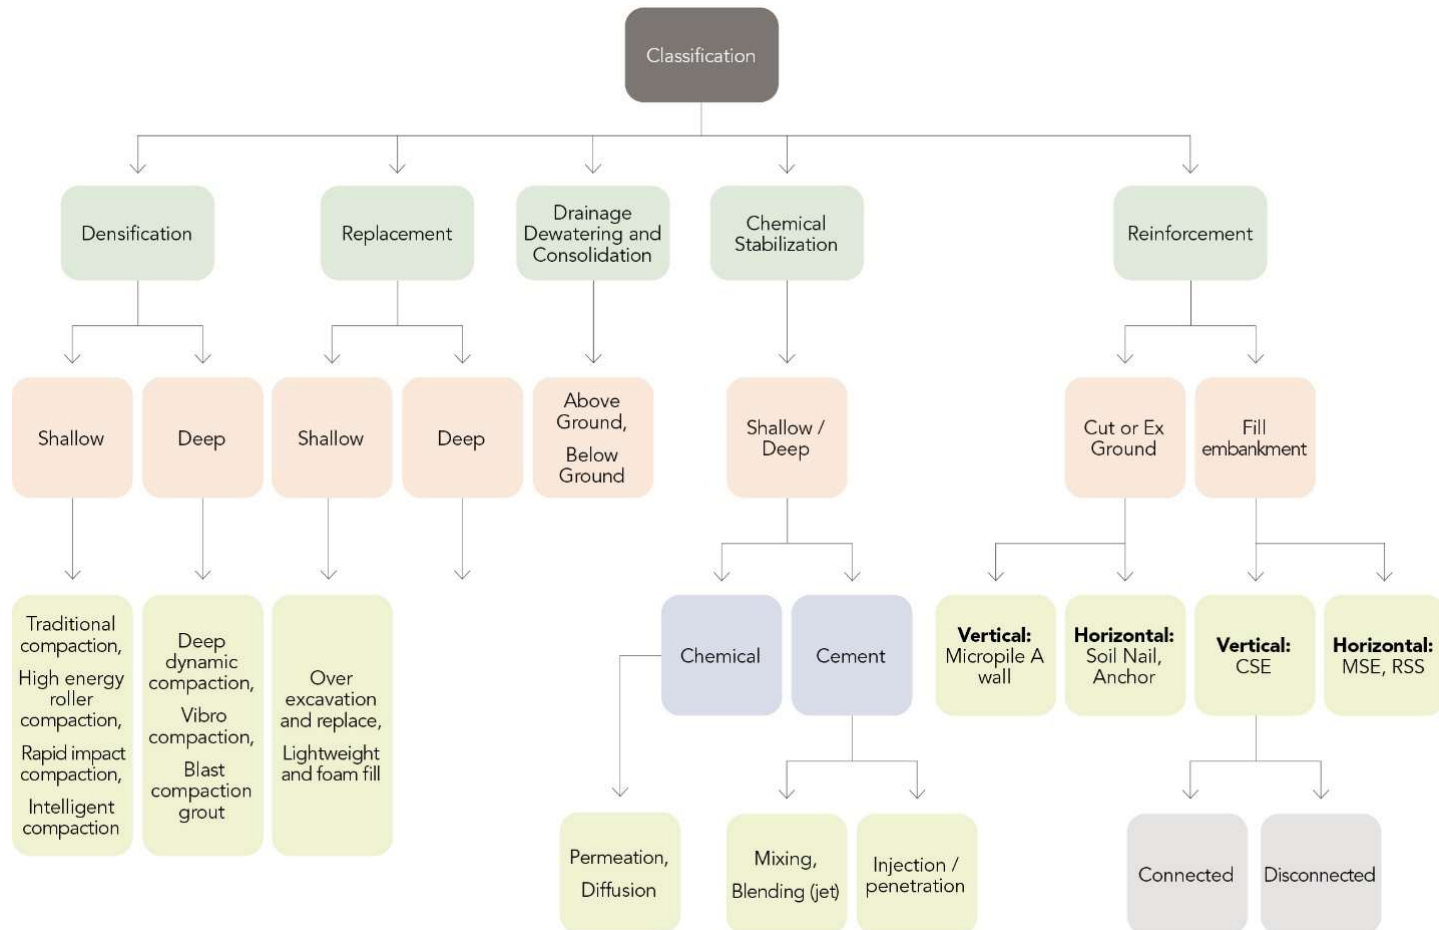 Classification
Densification
Replacement
Drainage
Dewatering and
Consolidation
Chemical
Stabilization
Reinforcement
Shallow
Deep
Shallow
Deep
Above
Ground,
Below
Ground
Shallow /
Deep
Cut or Ex
Ground
Fill
embankment
Traditional
compaction,
High energy
roller
compaction,
Rapid impact
compaction,
Intelligent
compaction
Deep
dynamic
compaction,
Vibro
compaction,
Blast
compaction
grout
Over
excavation
and replace,
Lightweight
and foam fill
Chemical
Cement
Vertical:
Micropile A
wall
Horizontal:
Soil Nail,
Anchor
Vertical:
CSE
Horizontal:
MSE, RSS
Permeation,
Diffusion
Mixing,
Blending (jet)
Injection /
penetration
Connected
Disconnected